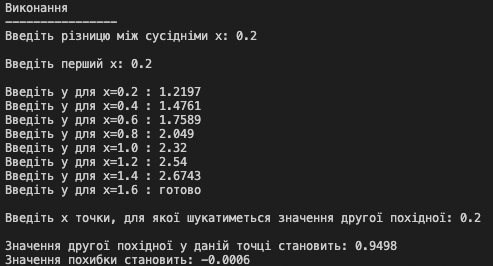 Виконання
----------------
Введіть різницю між сусідніми x: 0.2
Введіть перший x: 0.2
Введіть y для x=0.2 : 1.2197
Введіть y для x=0.4 : 1.4761
Введіть y для x=0.6 : 1.7589
Введіть y для x=0.8 : 2.049
Введіть y для x=1.0 : 2.32
Введіть y для x=1.2 : 2.54
Введіть y для x=1.4 : 2.6743
Введіть y для x=1.6 : готово
Введіть x точки, для якої шукатиметься значення другої похідної: 0.2
Значення другої похідної у даній точці становить: 0.9498
Значення похибки становить: -0.0006